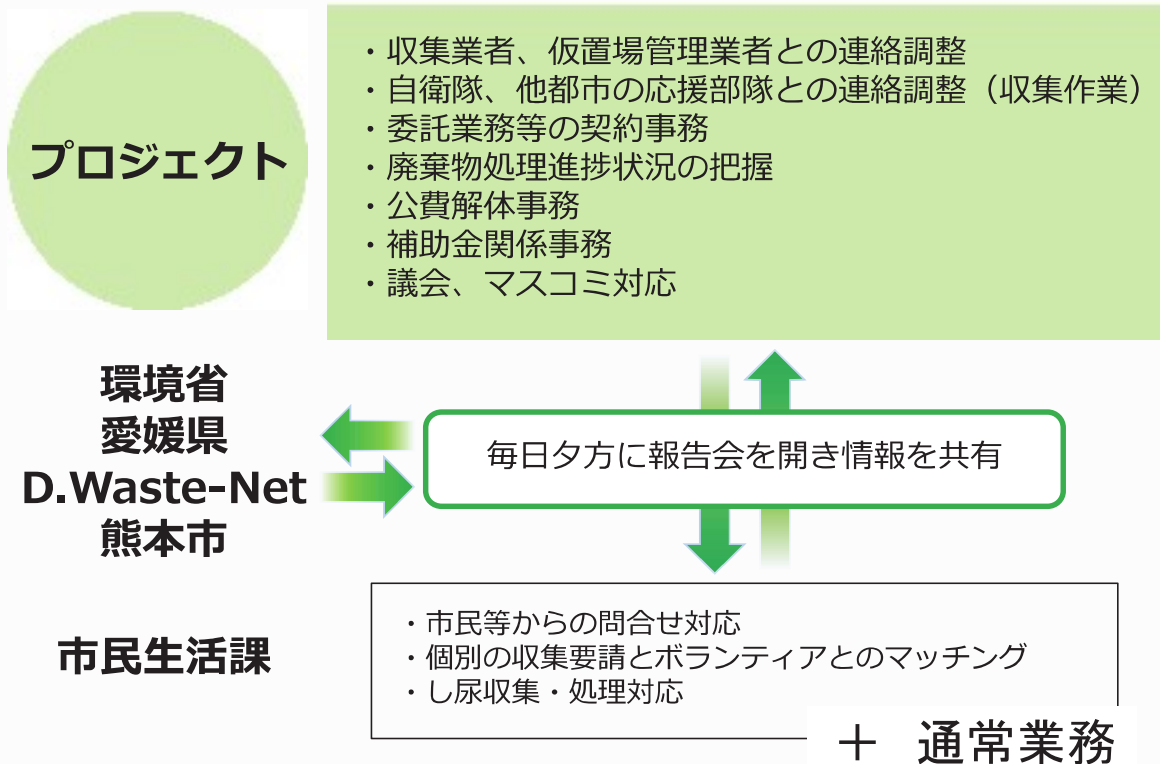 プロジェクト
・収集業者、仮置場管理業者との連絡調整
・自衛隊、他都市の応援部隊との連絡調整（収集作業）
・委託業務等の契約事務
・廃棄物処理進捗状況の把握
・公費解体事務
・補助金関係事務
・議会、マスコミ対応
環境省
愛媛県
D.Waste-Net
熊本市
毎日夕方に報告会を開き情報を共有
市民生活課
・市民等からの問合せ対応
・個別の収集要請とボランティアとのマッチング
・し尿収集・処理対応
＋ 通常業務